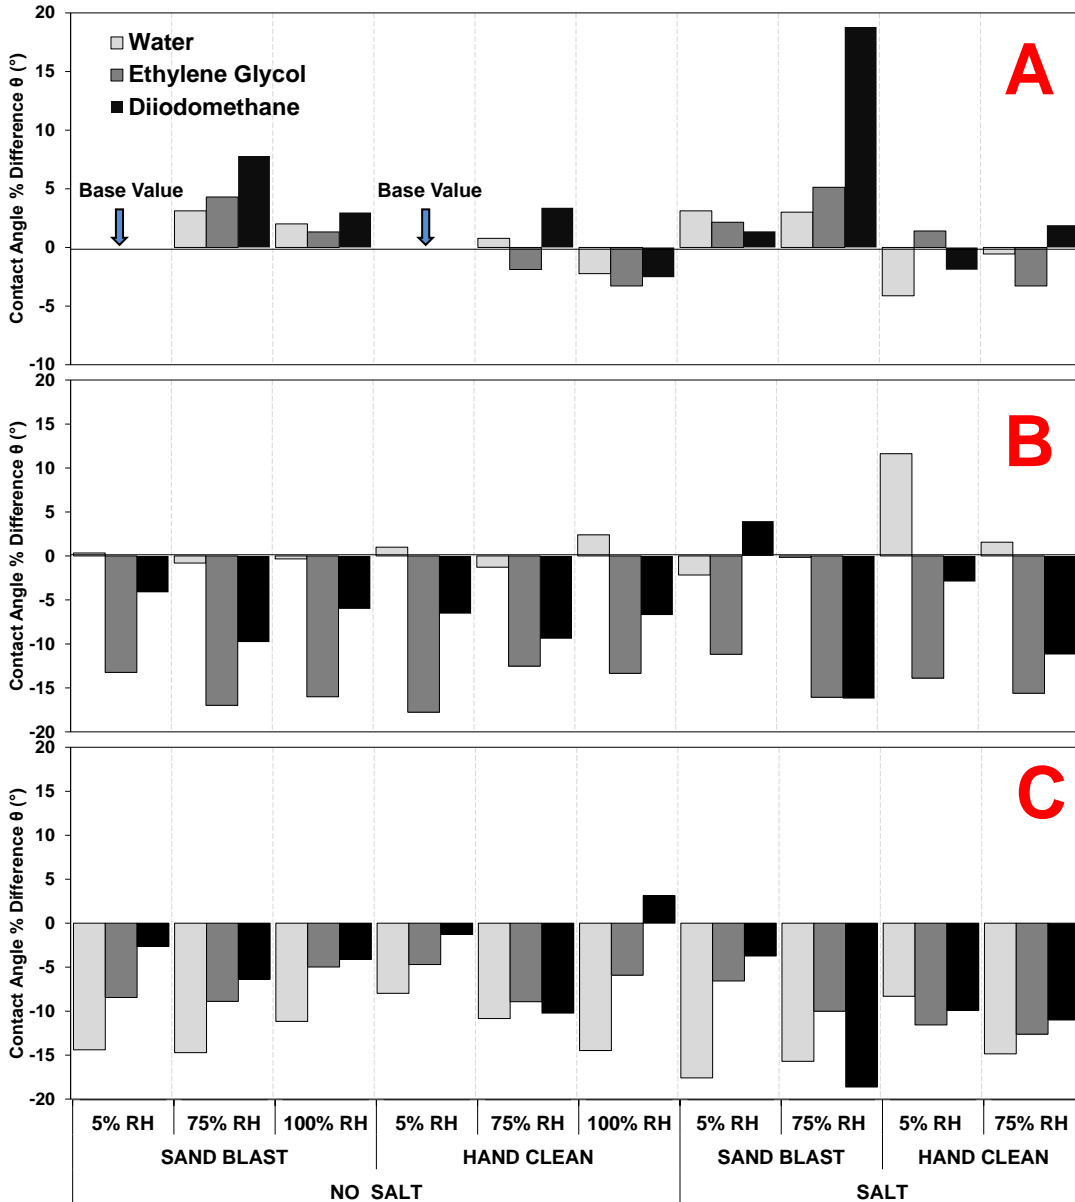 20
15
10
5
0
-5
-10
Contact Angle % Difference θ (°)
Water
Ethylene Glycol
Diiodomethane
Base Value
Base Value
A
20
15
10
5
0
-5
-10
-15
-20
Contact Angle % Difference θ (°)
B
20
15
10
5
0
-5
-10
-15
-20
Contact Angle % Difference θ (°)
C
5% RH 75% RH 100% RH 5% RH 75% RH 100% RH 5% RH 75% RH 5% RH 75% RH
SAND BLAST HAND CLEAN SAND BLAST HAND CLEAN
NO SALT SALT